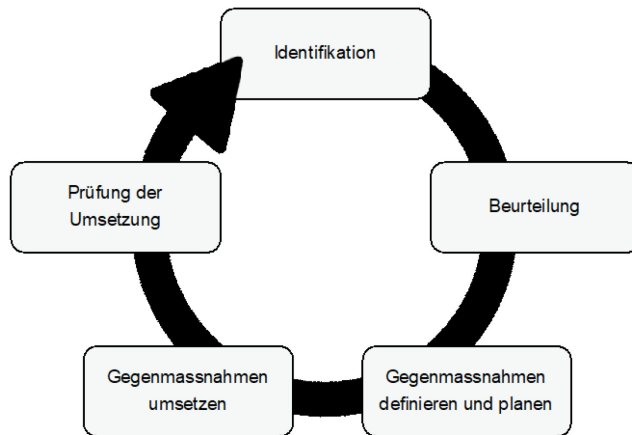 Identifikation
Beurteilung
Gegenmassnahmen
definieren und planen
Gegenmassnahmen
umsetzen
Prüfung der
Umsetzung